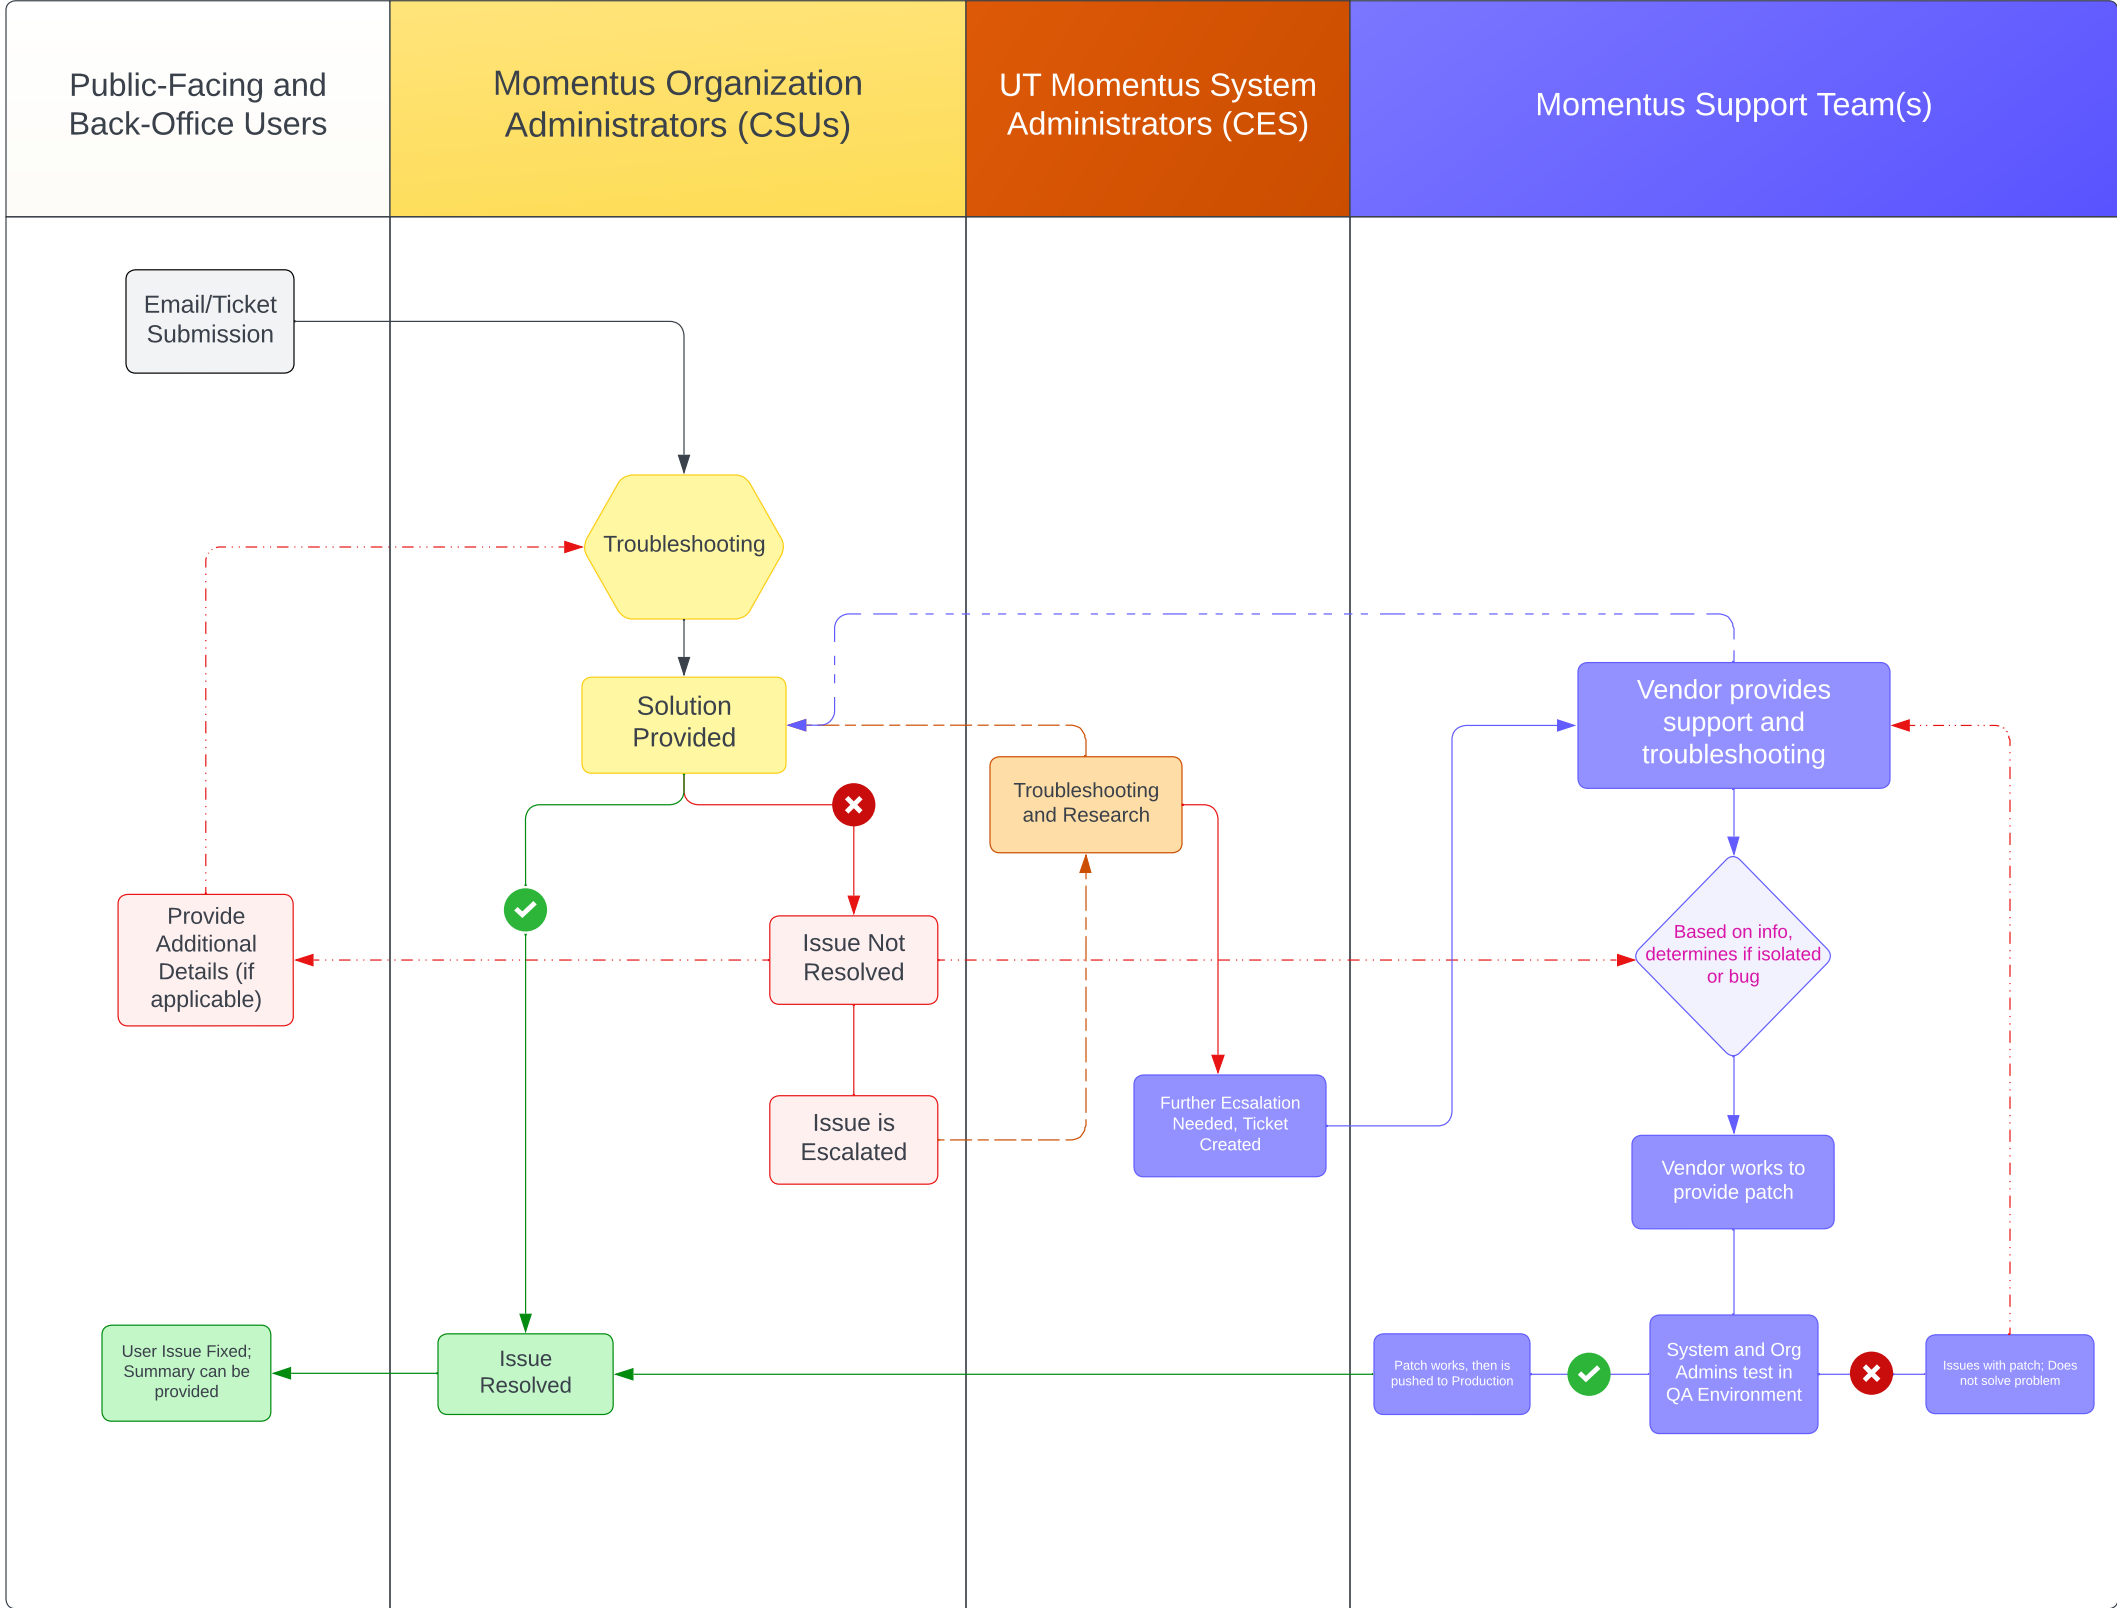 Public-Facing and
Back-Office Users
Momentus Organization
Administrators (CSUs)
UT Momentus System
Administrators (CES)
Momentus Support Team(s)
Email/Ticket
Submission
Troubleshooting
Solution
Provided
Vendor provides
support and
troubleshooting
Troubleshooting
and Research
Provide
Additional
Details (if
applicable)
Issue Not
Resolved
Based on info,
determines if isolated
or bug
Issue is
Escalated
Further Ecsalation
Needed, Ticket
Created
Vendor works to
provide patch
User Issue Fixed;
Summary can be
provided
Issue
Resolved
Patch works, then is
pushed to Production
System and Org
Admins test in
QA Environment
Issues with patch; Does
not solve problem